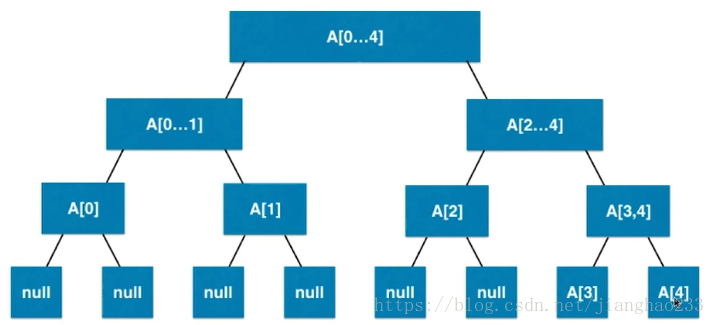 A[0...4]
A[0...1]
A[2...4]
A[0]
A[1]
A[2]
A[3,4]
null
null
null
null
null
null
A[3]
A[4]
https://blog.csdn.net/jianghao233